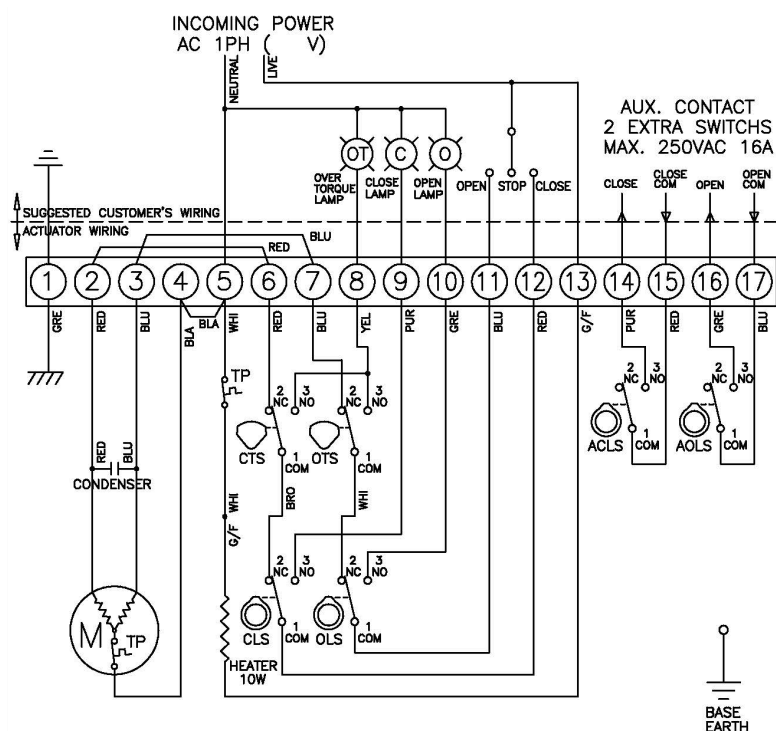 INCOMING POWER
AC 1PH ( V)
NEUTRAL
LIVE
AUX. CONTACT
2 EXTRA SWITCHS
MAX. 250VAC 16A
OT
C
O
OVER
TORQUE
LAMP
CLOSE
LAMP
OPEN
LAMP
OPEN
STOP
CLOSE
CLOSE
CLOSE
COM
OPEN
OPEN
COM
SUGGESTED CUSTOMER'S WIRING
ACTUATOR WIRING
RED
BLU
1 2 3 4 5 6 7 8 9 10 11 12 13 14 15 16 17
GRE
RED
BLU
BLA
BLA
WHI
RED
BLU
YEL
PUR
GRE
BLU
RED
G/F
PUR
RED
GRE
BLU
TP
2
NC
3
NO
CTS
1
COM
2
NC
3
NO
OTS
1
COM
2
NC
3
NO
ACLS
1
COM
2
NC
3
NO
AOLS
1
COM
RED
BLU
CONDENSER
WHI
G/F
BRO
WHI
2
NC
3
NO
CLS
1
COM
2
NC
3
NO
OLS
1
COM
M
TP
HEATER
10W
BASE
EARTH